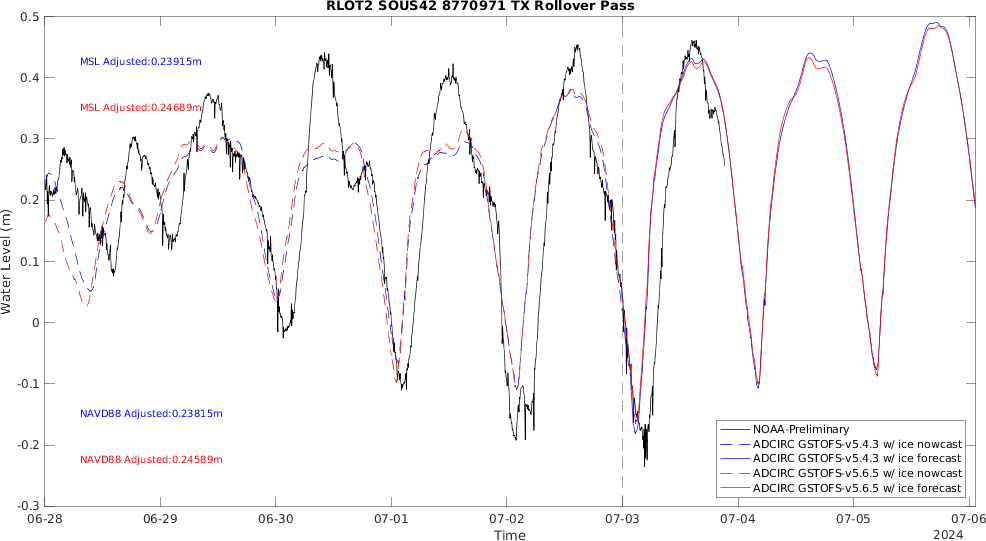 RLOT2 SOUS42 8770971 TX Rollover Pass
0.5
0.4
0.3
0.2
0.1
0
-0.1
-0.2
-0.3
Water Level (m)
MSL Adjusted:0.23915m
MSL Adjusted:0.24689m
NAVD88 Adjusted:0.23815m
NAVD88 Adjusted:0.24589m
NOAA-Preliminary
ADCIRC GSTOFS-v5.4.3 w/ ice nowcast
ADCIRC GSTOFS-v5.4.3 w/ ice forecast
ADCIRC GSTOFS-v5.6.5 w/ ice nowcast
ADCIRC GSTOFS-v5.6.5 w/ ice forecast
06-28 06-29 06-30 07-01 07-02 07-03 07-04 07-05 07-06
Time
2024